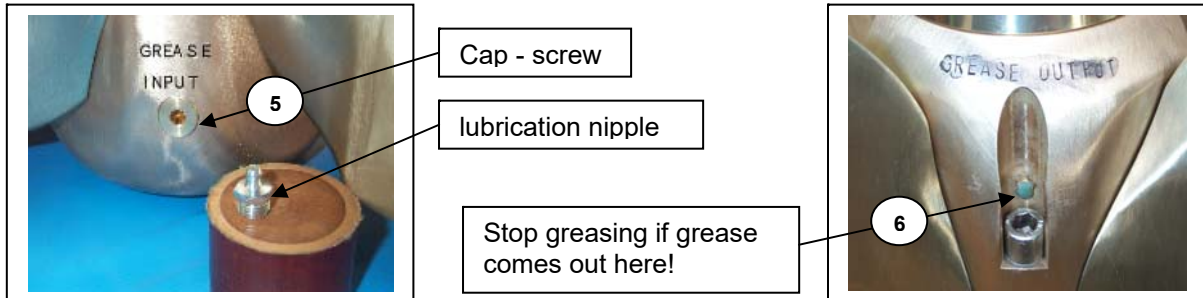 GREASE
INPUT
5
Cap - screw
lubrication nipple
GREASE OUTPUT
6
Stop greasing if grease
comes out here!